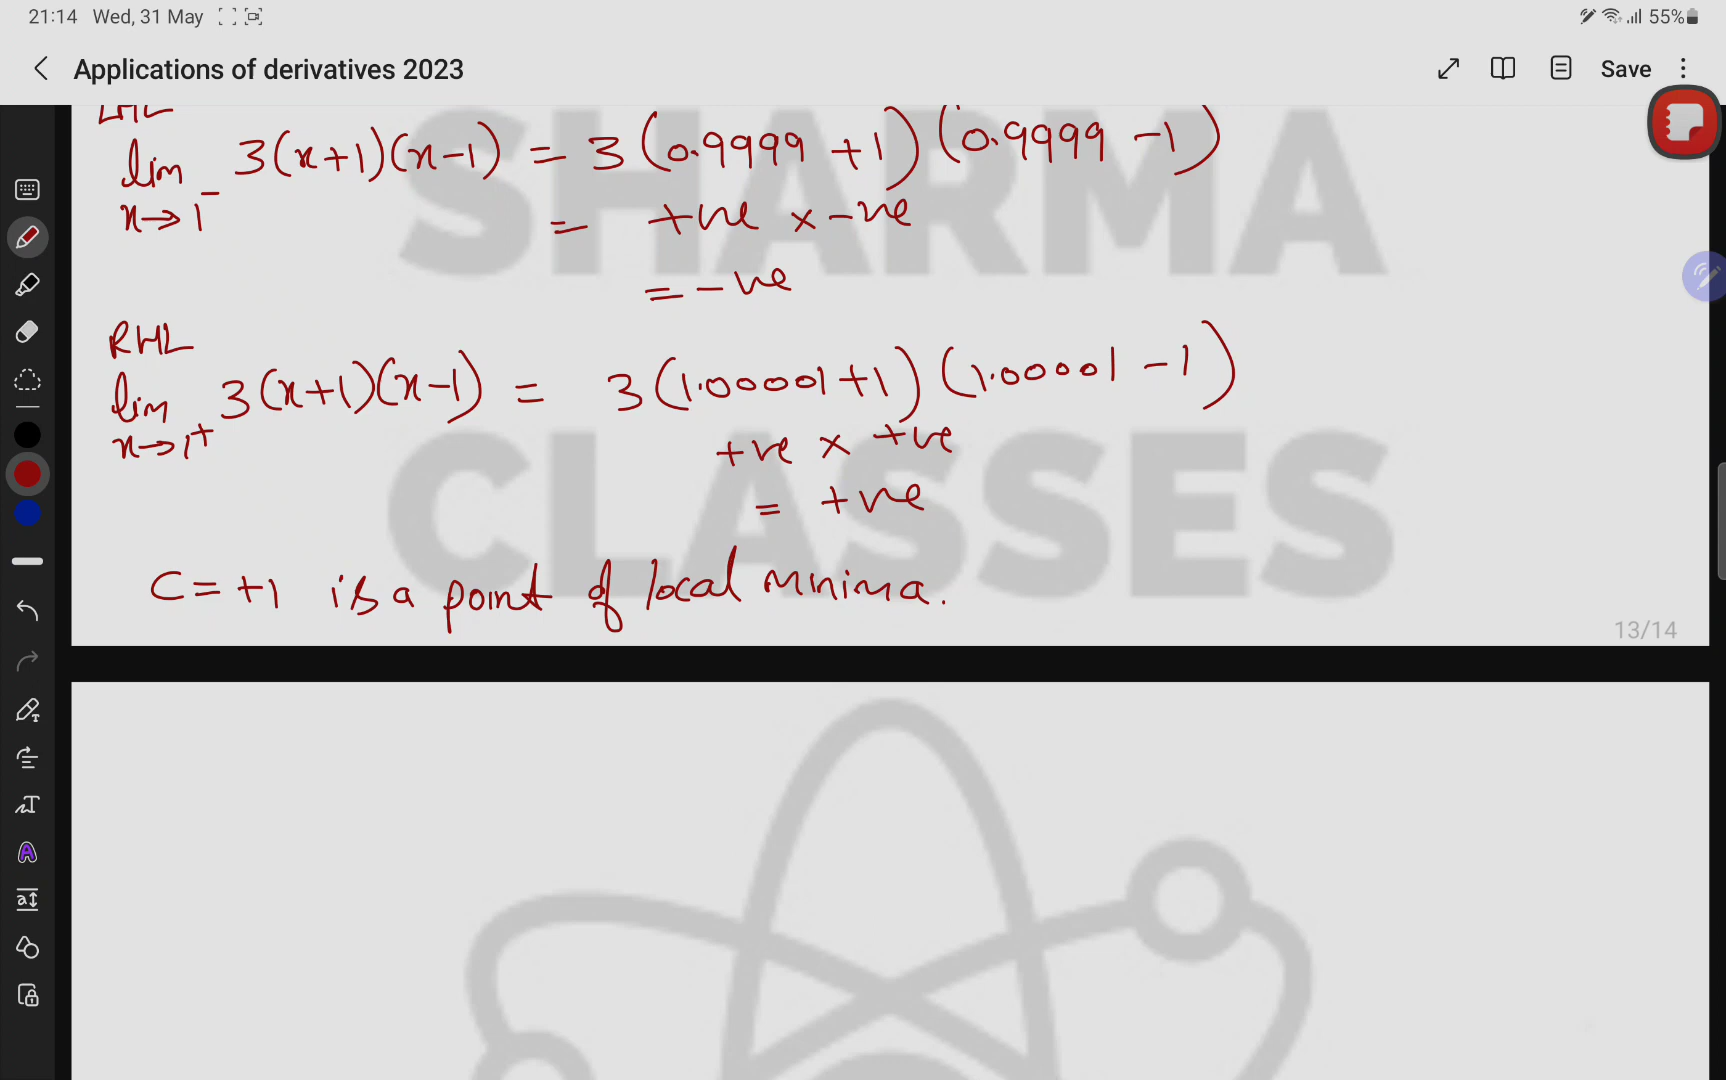 21:14 Wed, 31 May 55%
Applications of derivatives 2023 Save
LHL
lim 3(x+1)(x-1) = 3(0.9999+1)(0.9999-1)
x→1⁻ = +ve × -ve
= -ve
RHL
lim 3(x+1)(x-1) = 3(1.00001+1)(1.00001-1)
x→1⁺ +ve × +ve
= +ve
C= +1 is a point of local minima.
13/14
SHARMA
CLASSES